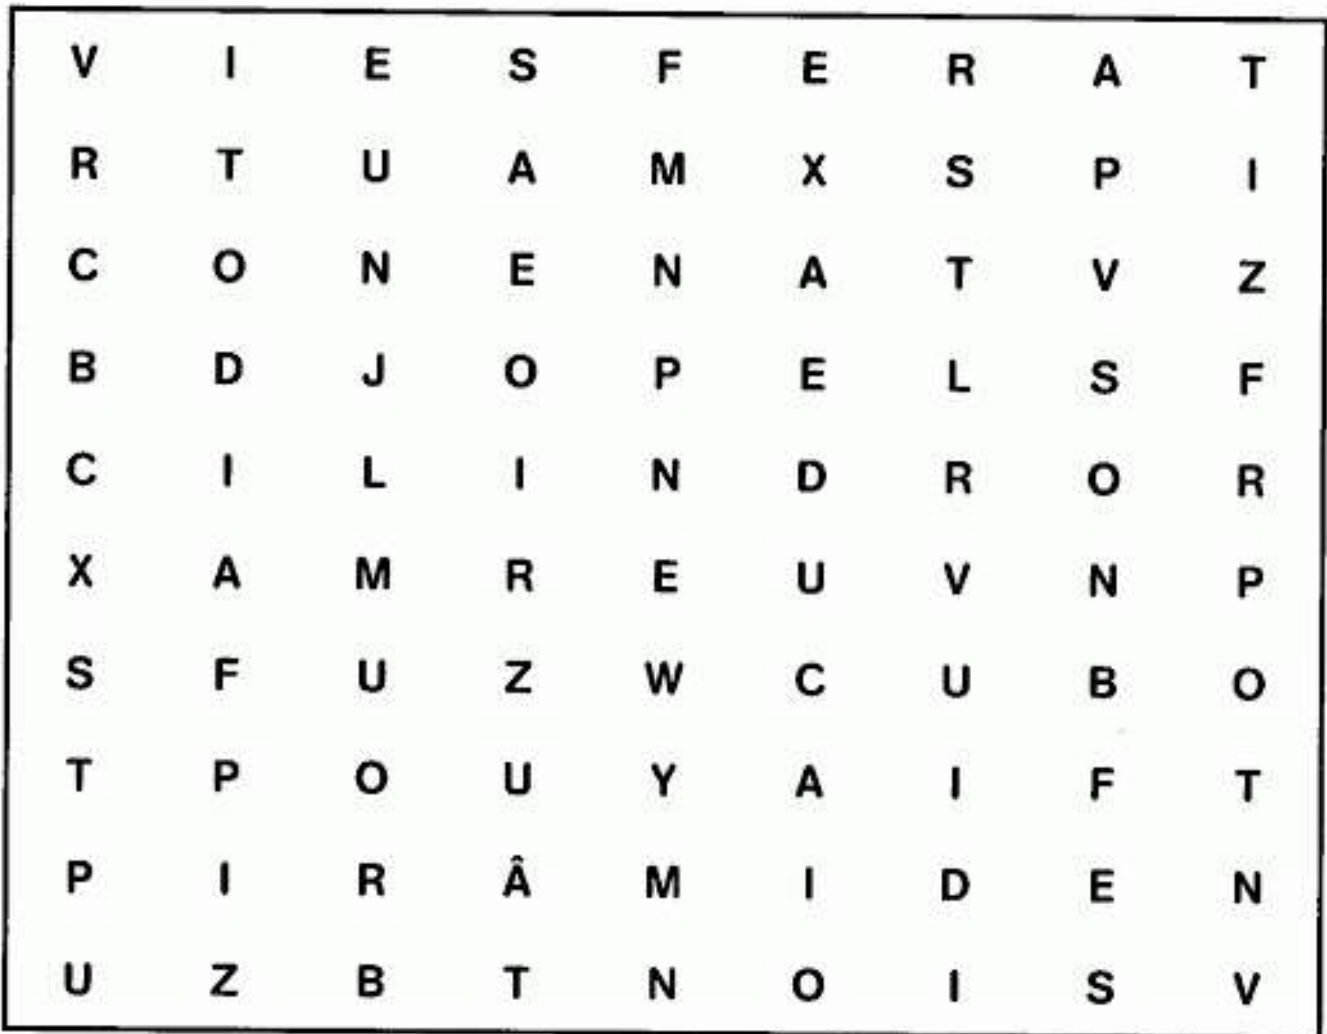 V I E S F E R A T
R T U A M X S P I
C O N E N A T V Z
B D J O P E L S F
C I L I N D R O R
X A M R E U V N P
S F U Z W C U B O
T P O U Y A I F T
P I R Â M I D E N
U Z B T N O I S V